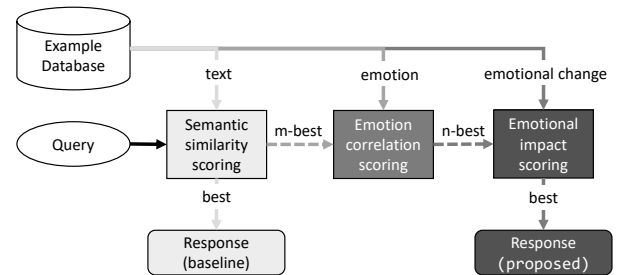 Example
Database
text
emotion
emotional change
Query
Semantic
similarity
scoring
m-best
Emotion
correlation
scoring
n-best
Emotional
impact
scoring
best
best
Response
(baseline)
Response
(proposed)